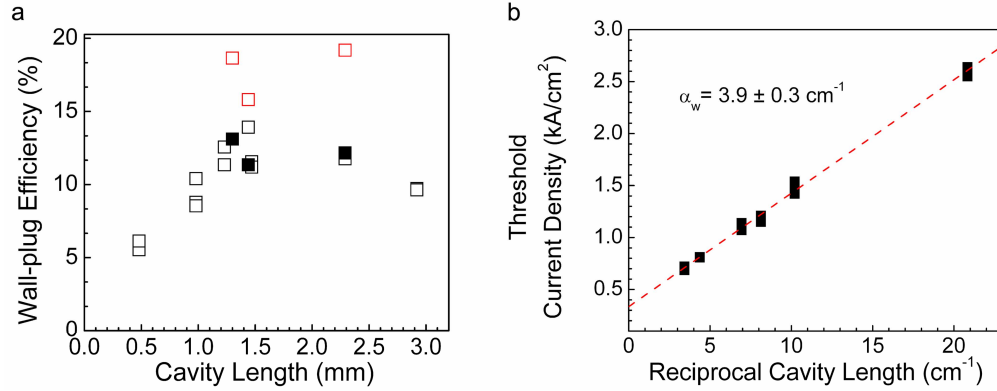 a
Wall-plug Efficiency (%)
20
15
10
5
0
0.0 0.5 1.0 1.5 2.0 2.5 3.0
Cavity Length (mm)
b
Threshold
Current Density (kA/cm²)
3.0
2.5
2.0
1.5
1.0
0.5
αw= 3.9 ± 0.3 cm⁻¹
0 5 10 15 20
Reciprocal Cavity Length (cm⁻¹)